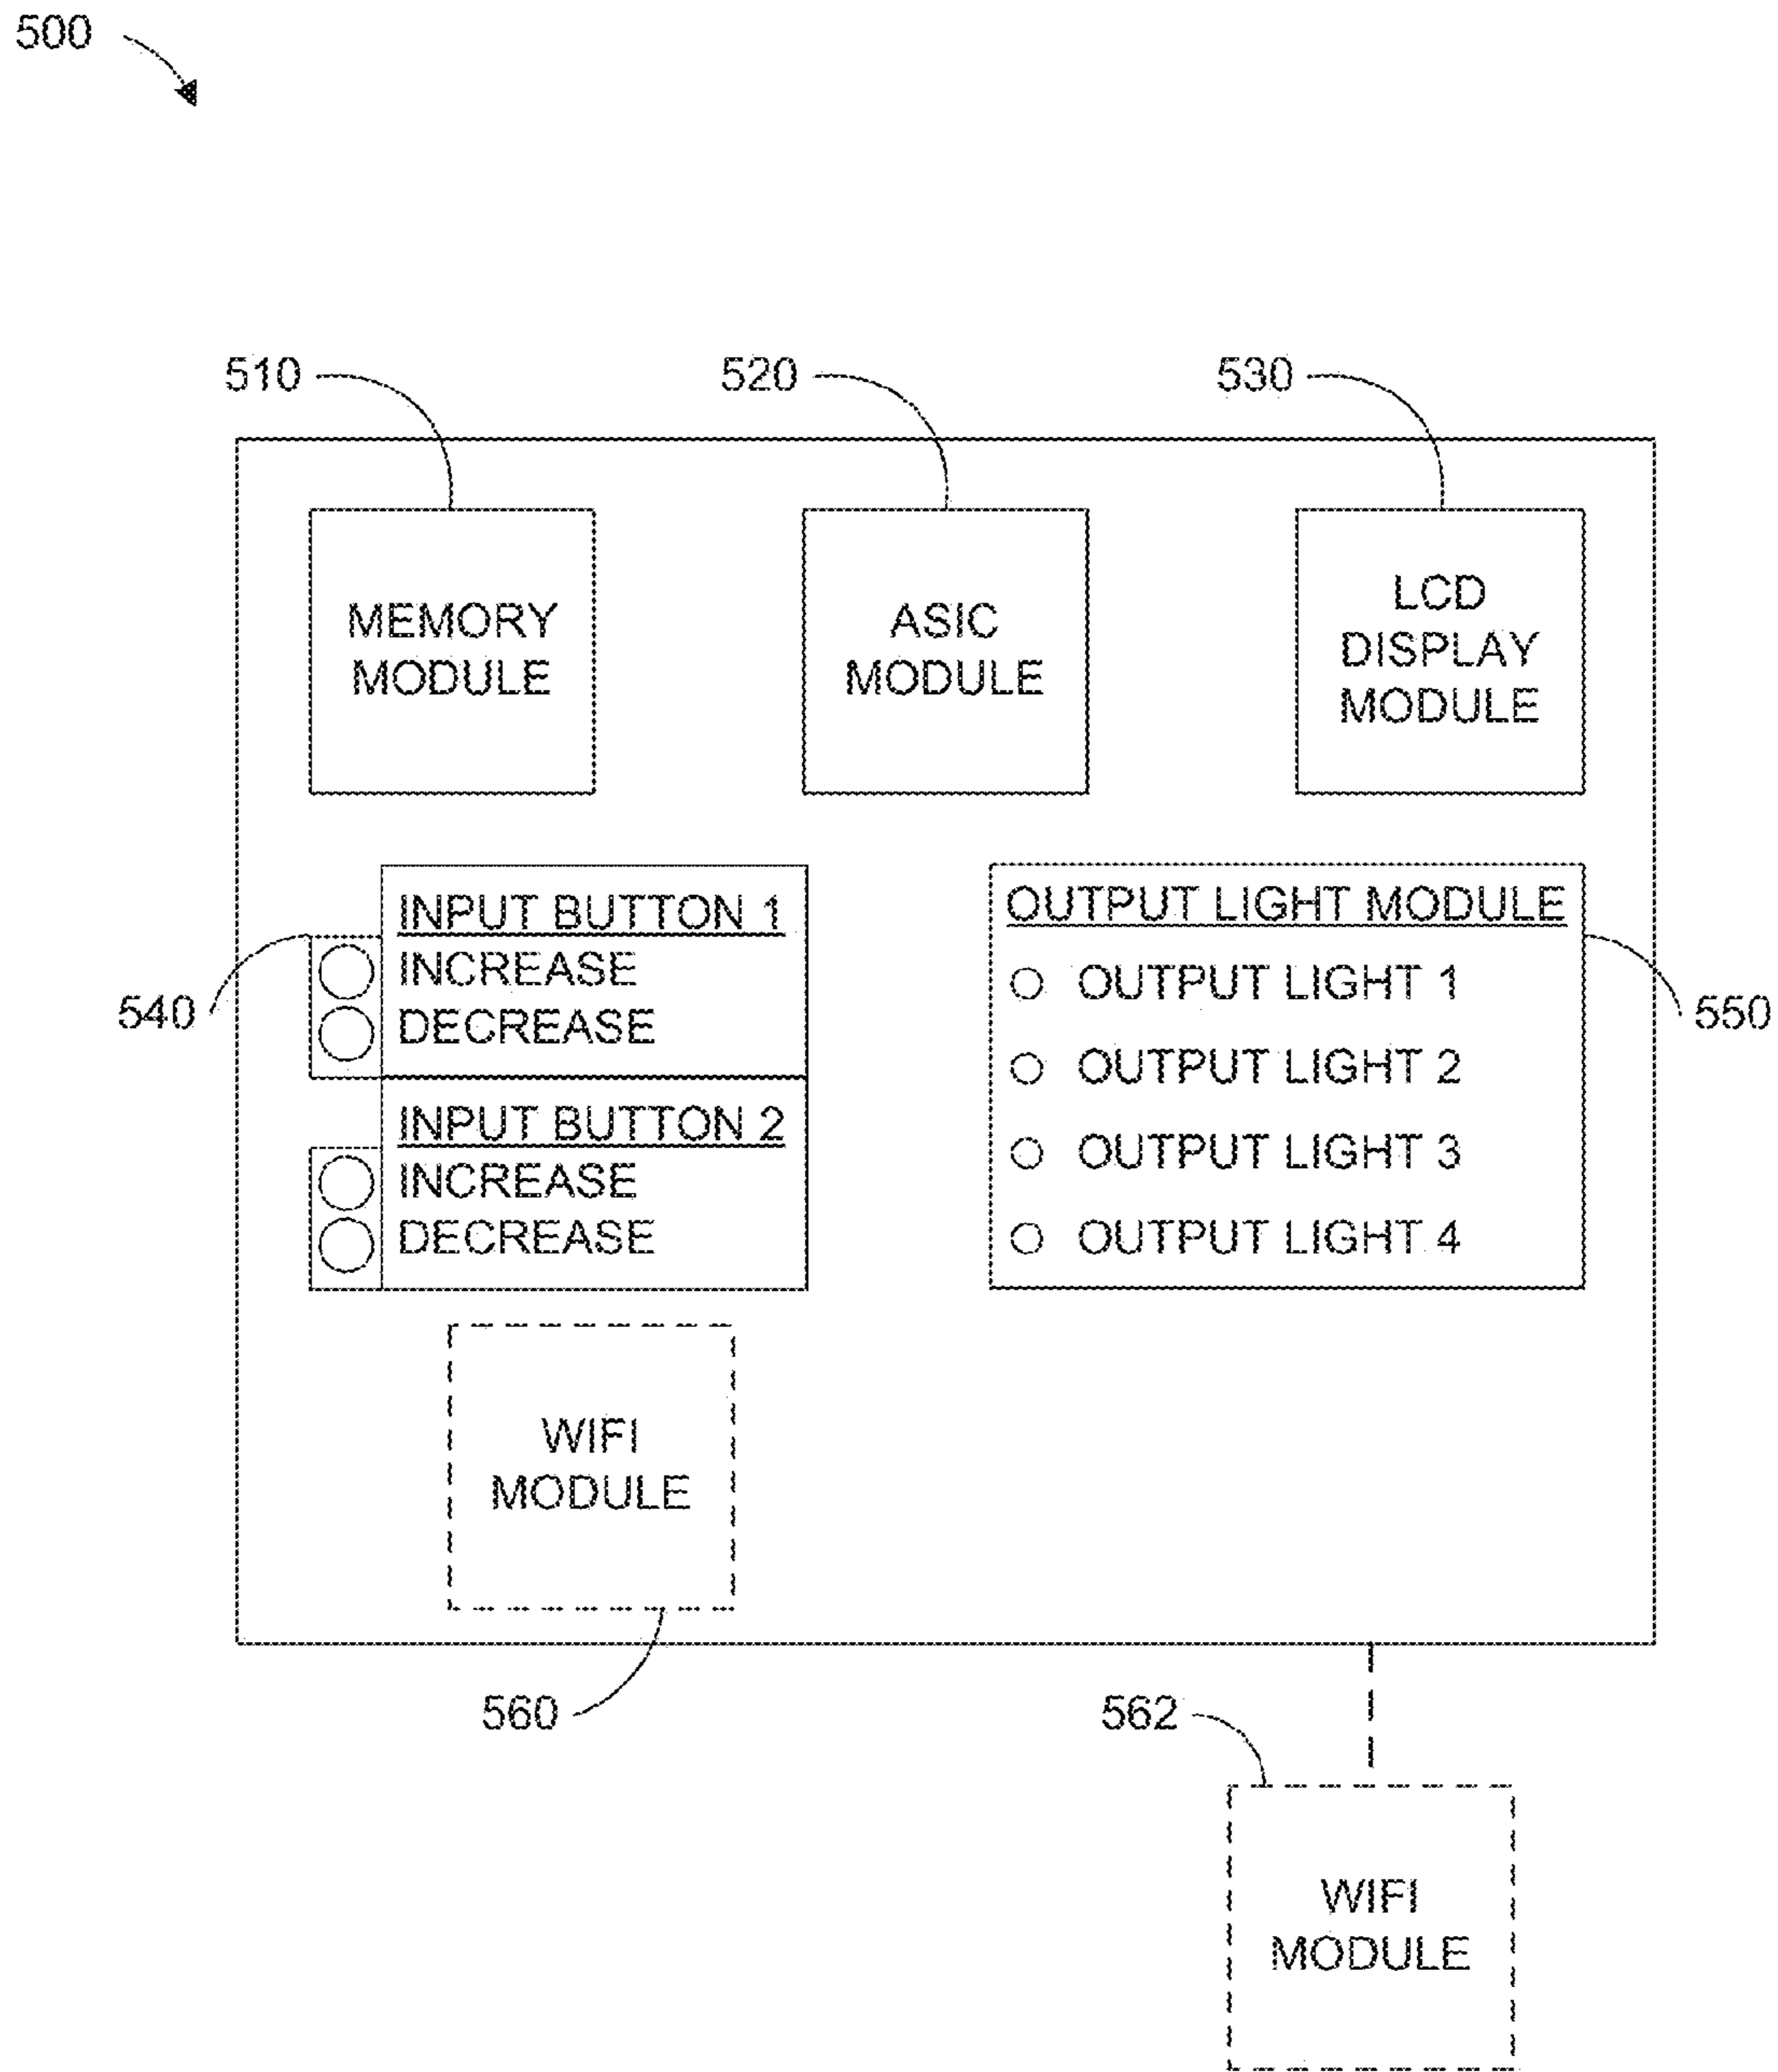 500
510
520
530
MEMORY
MODULE
ASIC
MODULE
LCD
DISPLAY
MODULE
540
INPUT BUTTON 1
INCREASE
DECREASE
INPUT BUTTON 2
INCREASE
DECREASE
OUTPUT LIGHT MODULE
OUTPUT LIGHT 1
OUTPUT LIGHT 2
OUTPUT LIGHT 3
OUTPUT LIGHT 4
550
WIFI
MODULE
560
562
WIFI
MODULE